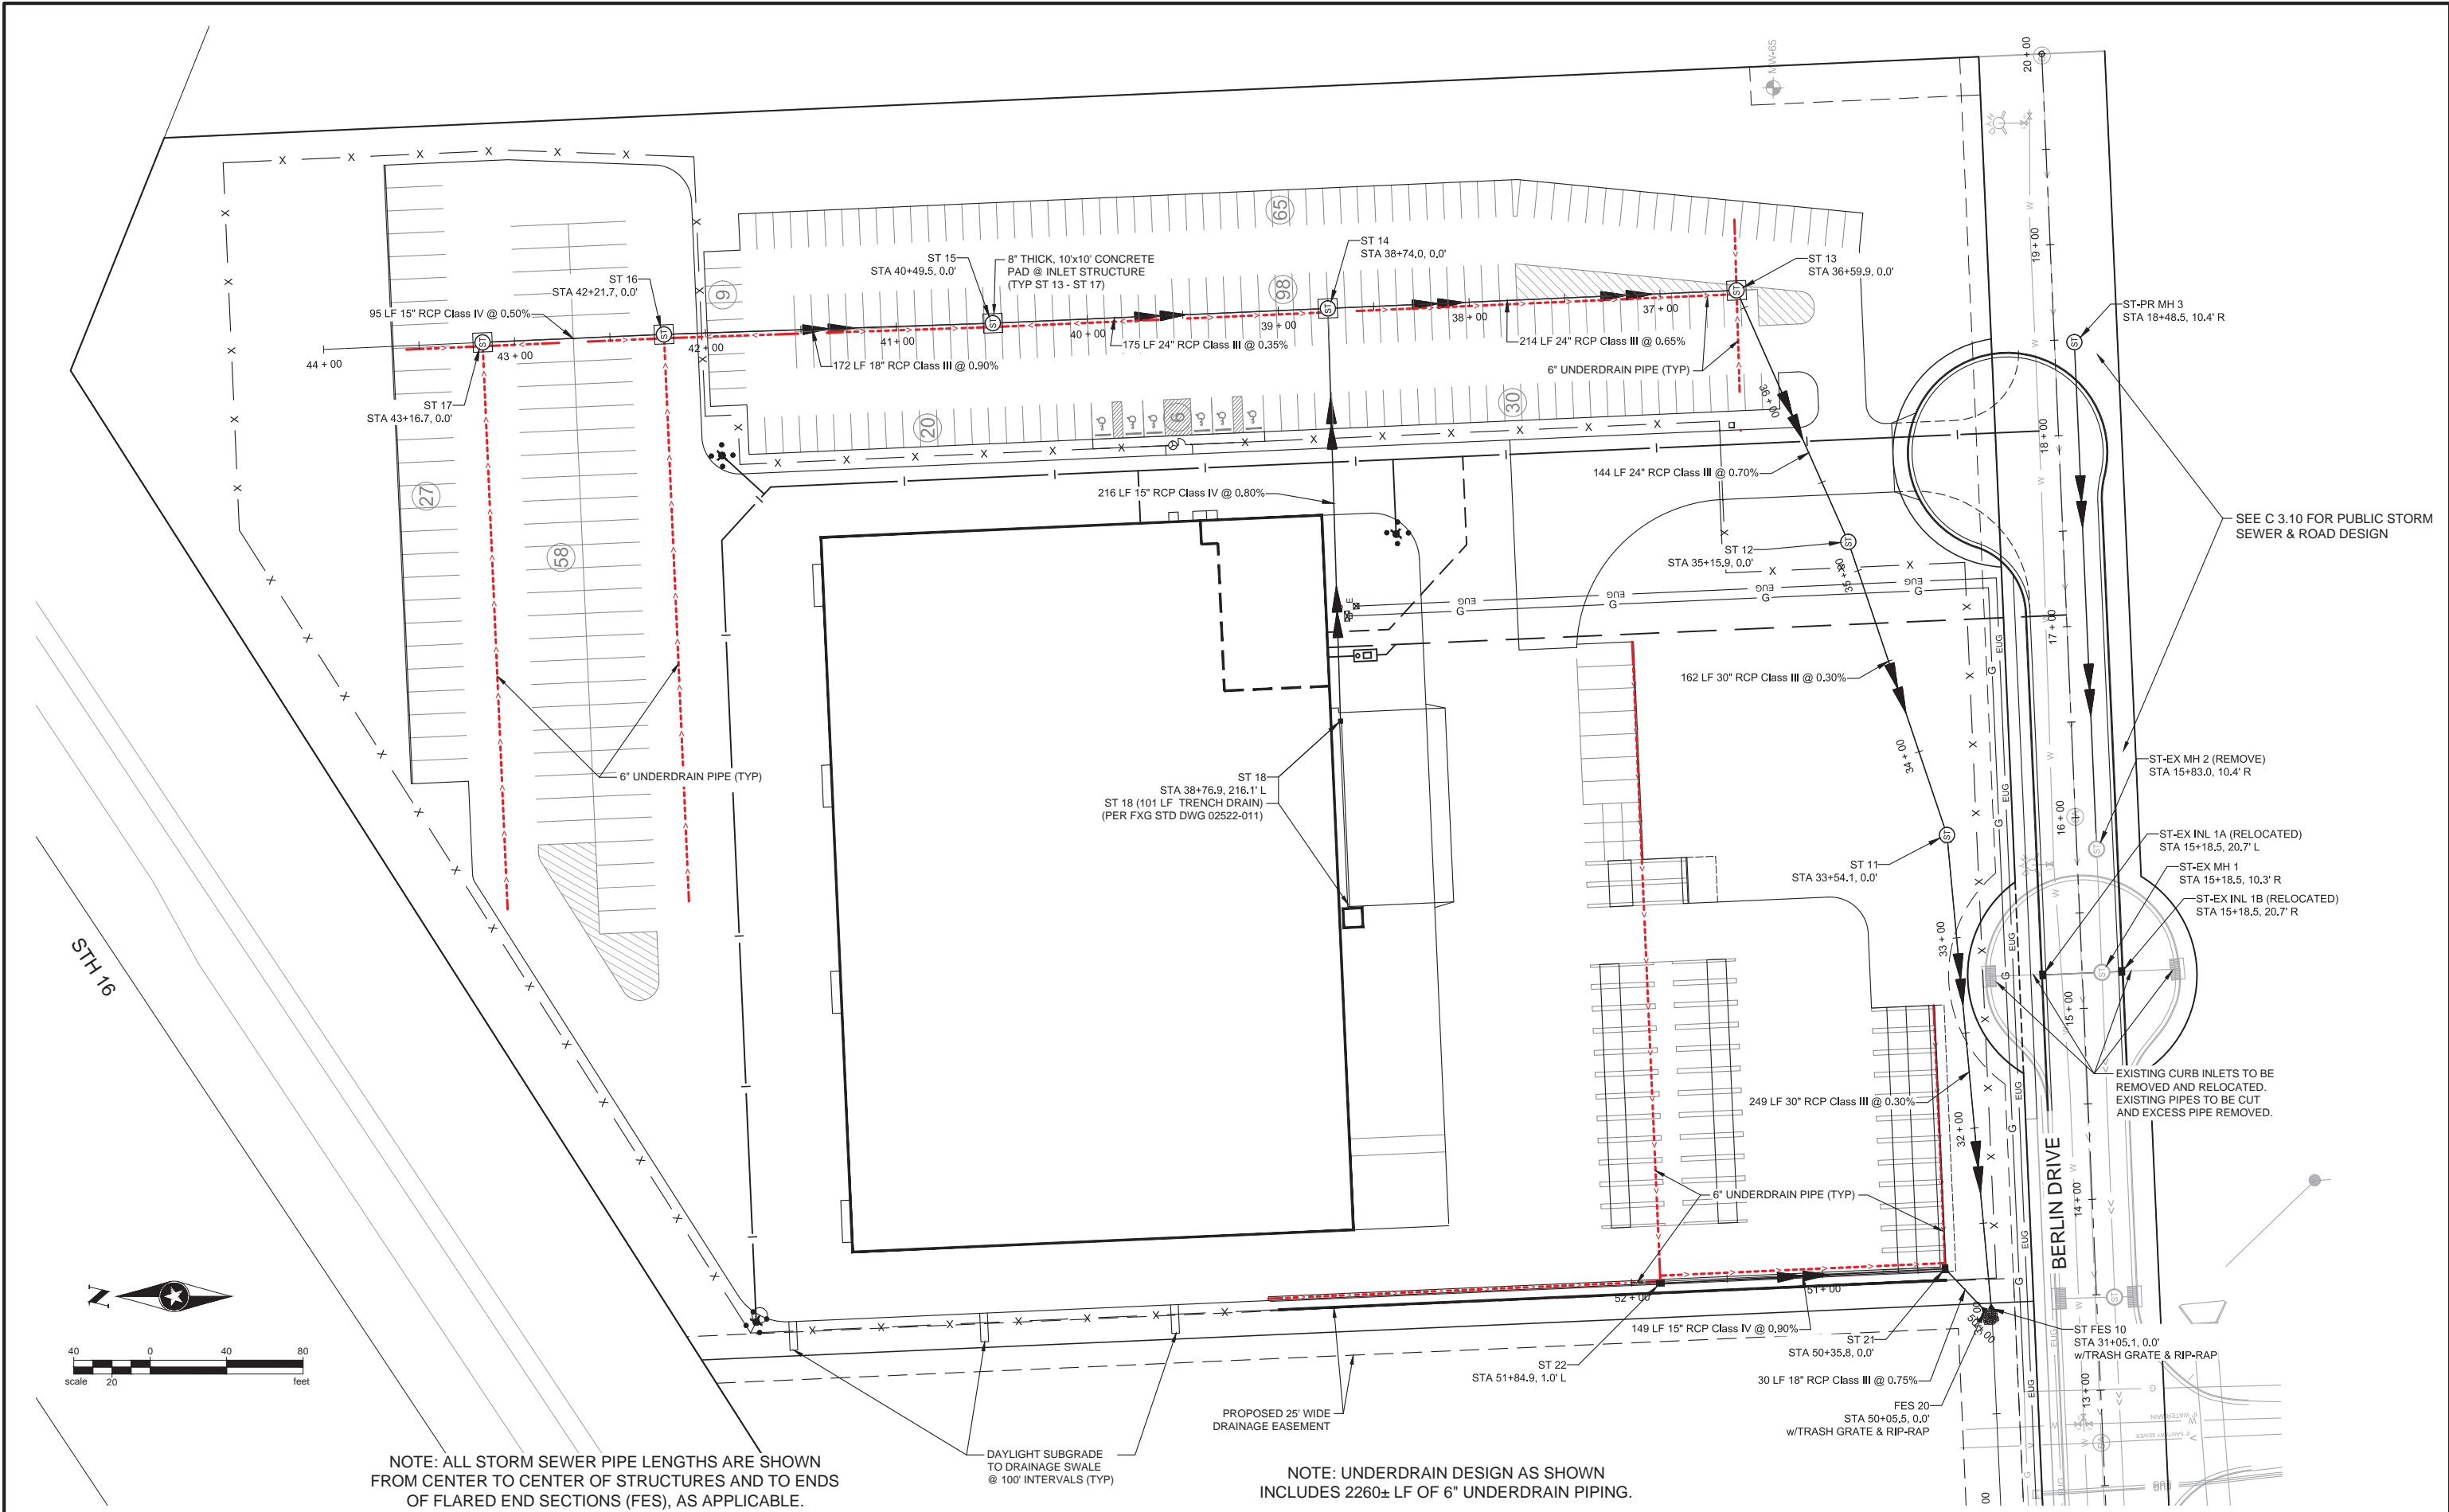 MW-65
20 + 00
ST 14
STA 38+74.0, 0.0'
ST 15
STA 40+49.5, 0.0'
8" THICK, 10'x10' CONCRETE
PAD @ INLET STRUCTURE
(TYP ST 13 - ST 17)
ST 13
STA 36+59.9, 0.0'
ST 16
STA 42+21.7, 0.0'
65
98
9
95 LF 15" RCP Class IV @ 0.50%
19 + 00
ST-PR MH 3
STA 18+48.5, 10.4' R
44 + 00
43 + 00
42 + 00
41 + 00
40 + 00
39 + 00
38 + 00
37 + 00
172 LF 18" RCP Class III @ 0.90%
175 LF 24" RCP Class III @ 0.35%
214 LF 24" RCP Class III @ 0.65%
6" UNDERDRAIN PIPE (TYP)
36 + 00
ST 17
STA 43+16.7, 0.0'
20
6
30
18 + 00
27
58
216 LF 15" RCP Class IV @ 0.80%
144 LF 24" RCP Class III @ 0.70%
SEE C 3.10 FOR PUBLIC STORM
SEWER & ROAD DESIGN
ST 12
STA 35+15.9, 0.0'
35 + 00
EUG EUG EUG EUG
G G G G
E
17 + 00
162 LF 30" RCP Class III @ 0.30%
34 + 00
6" UNDERDRAIN PIPE (TYP)
ST 18
STA 38+76.9, 216.1' L
ST 18 (101 LF TRENCH DRAIN)
(PER FXG STD DWG 02522-011)
ST-EX MH 2 (REMOVE)
STA 15+83.0, 10.4' R
16 + 00
ST-EX INL 1A (RELOCATED)
STA 15+18.5, 20.7' L
ST 11
STA 33+54.1, 0.0'
ST-EX MH 1
STA 15+18.5, 10.3' R
ST-EX INL 1B (RELOCATED)
STA 15+18.5, 20.7' R
33 + 00
STH 16
15 + 00
EXISTING CURB INLETS TO BE
REMOVED AND RELOCATED.
EXISTING PIPES TO BE CUT
AND EXCESS PIPE REMOVED.
249 LF 30" RCP Class III @ 0.30%
32 + 00
BERLIN DRIVE
14 + 00
6" UNDERDRAIN PIPE (TYP)
N
52 + 00
51 + 00
149 LF 15" RCP Class IV @ 0.90%
ST 21
STA 50+35.8, 0.0'
ST FES 10
STA 31+05.1, 0.0'
w/TRASH GRATE & RIP-RAP
40 0 40 80
scale 20 feet
ST 22
STA 51+84.9, 1.0' L
30 LF 18" RCP Class III @ 0.75%
13 + 00
FES 20
STA 50+05.5, 0.0'
w/TRASH GRATE & RIP-RAP
PROPOSED 25' WIDE
DRAINAGE EASEMENT
DAYLIGHT SUBGRADE
TO DRAINAGE SWALE
@ 100' INTERVALS (TYP)
NOTE: ALL STORM SEWER PIPE LENGTHS ARE SHOWN
FROM CENTER TO CENTER OF STRUCTURES AND TO ENDS
OF FLARED END SECTIONS (FES), AS APPLICABLE.
NOTE: UNDERDRAIN DESIGN AS SHOWN
INCLUDES 2260± LF OF 6" UNDERDRAIN PIPING.